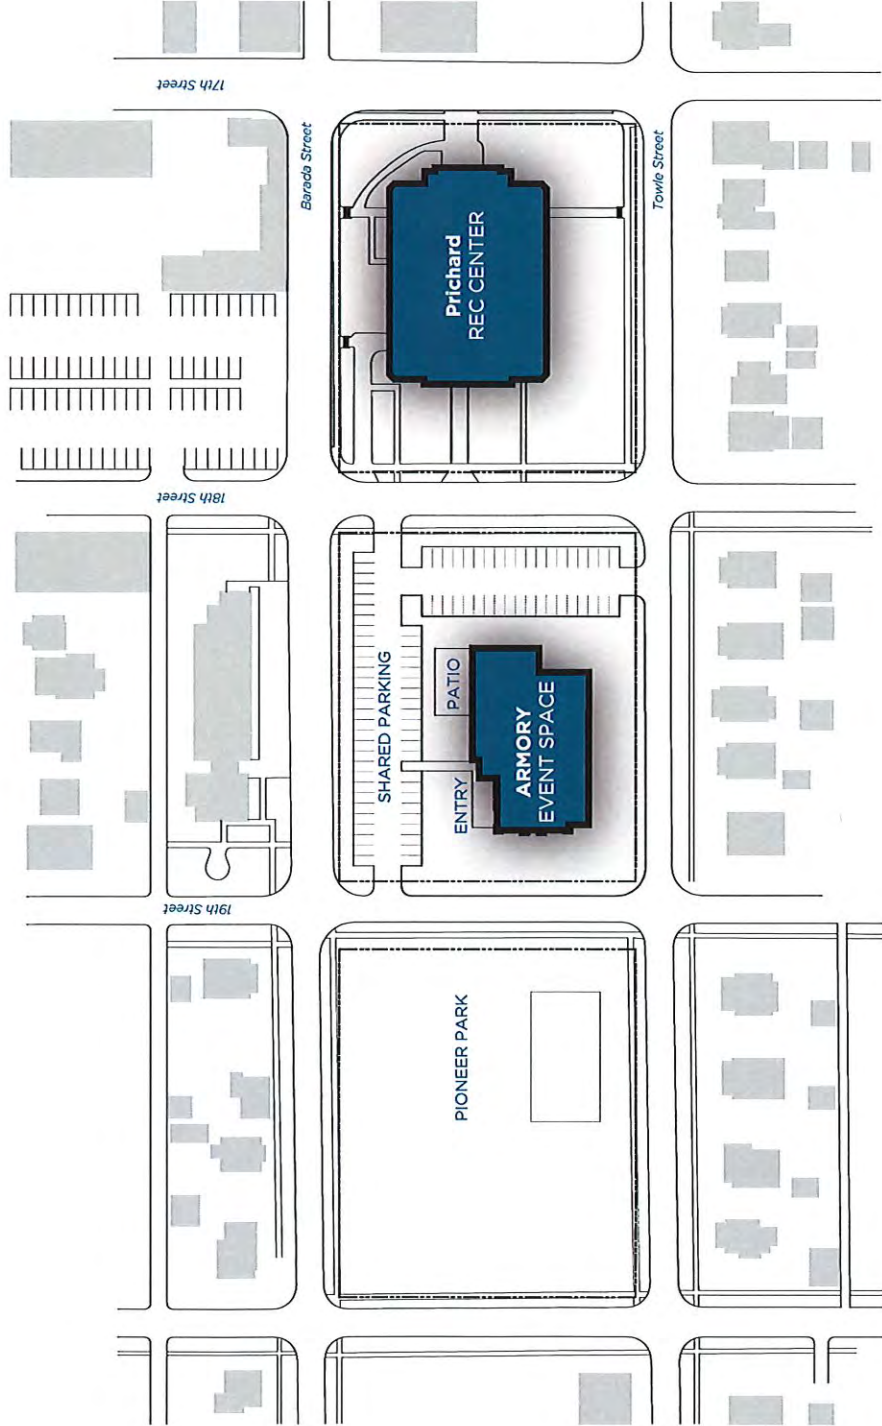 17th Street
Barada Street
Towle Street
Prichard
REC CENTER
18th Street
SHARED PARKING
PATIO
ENTRY
ARMORY
EVENT SPACE
19th Street
PIONEER PARK